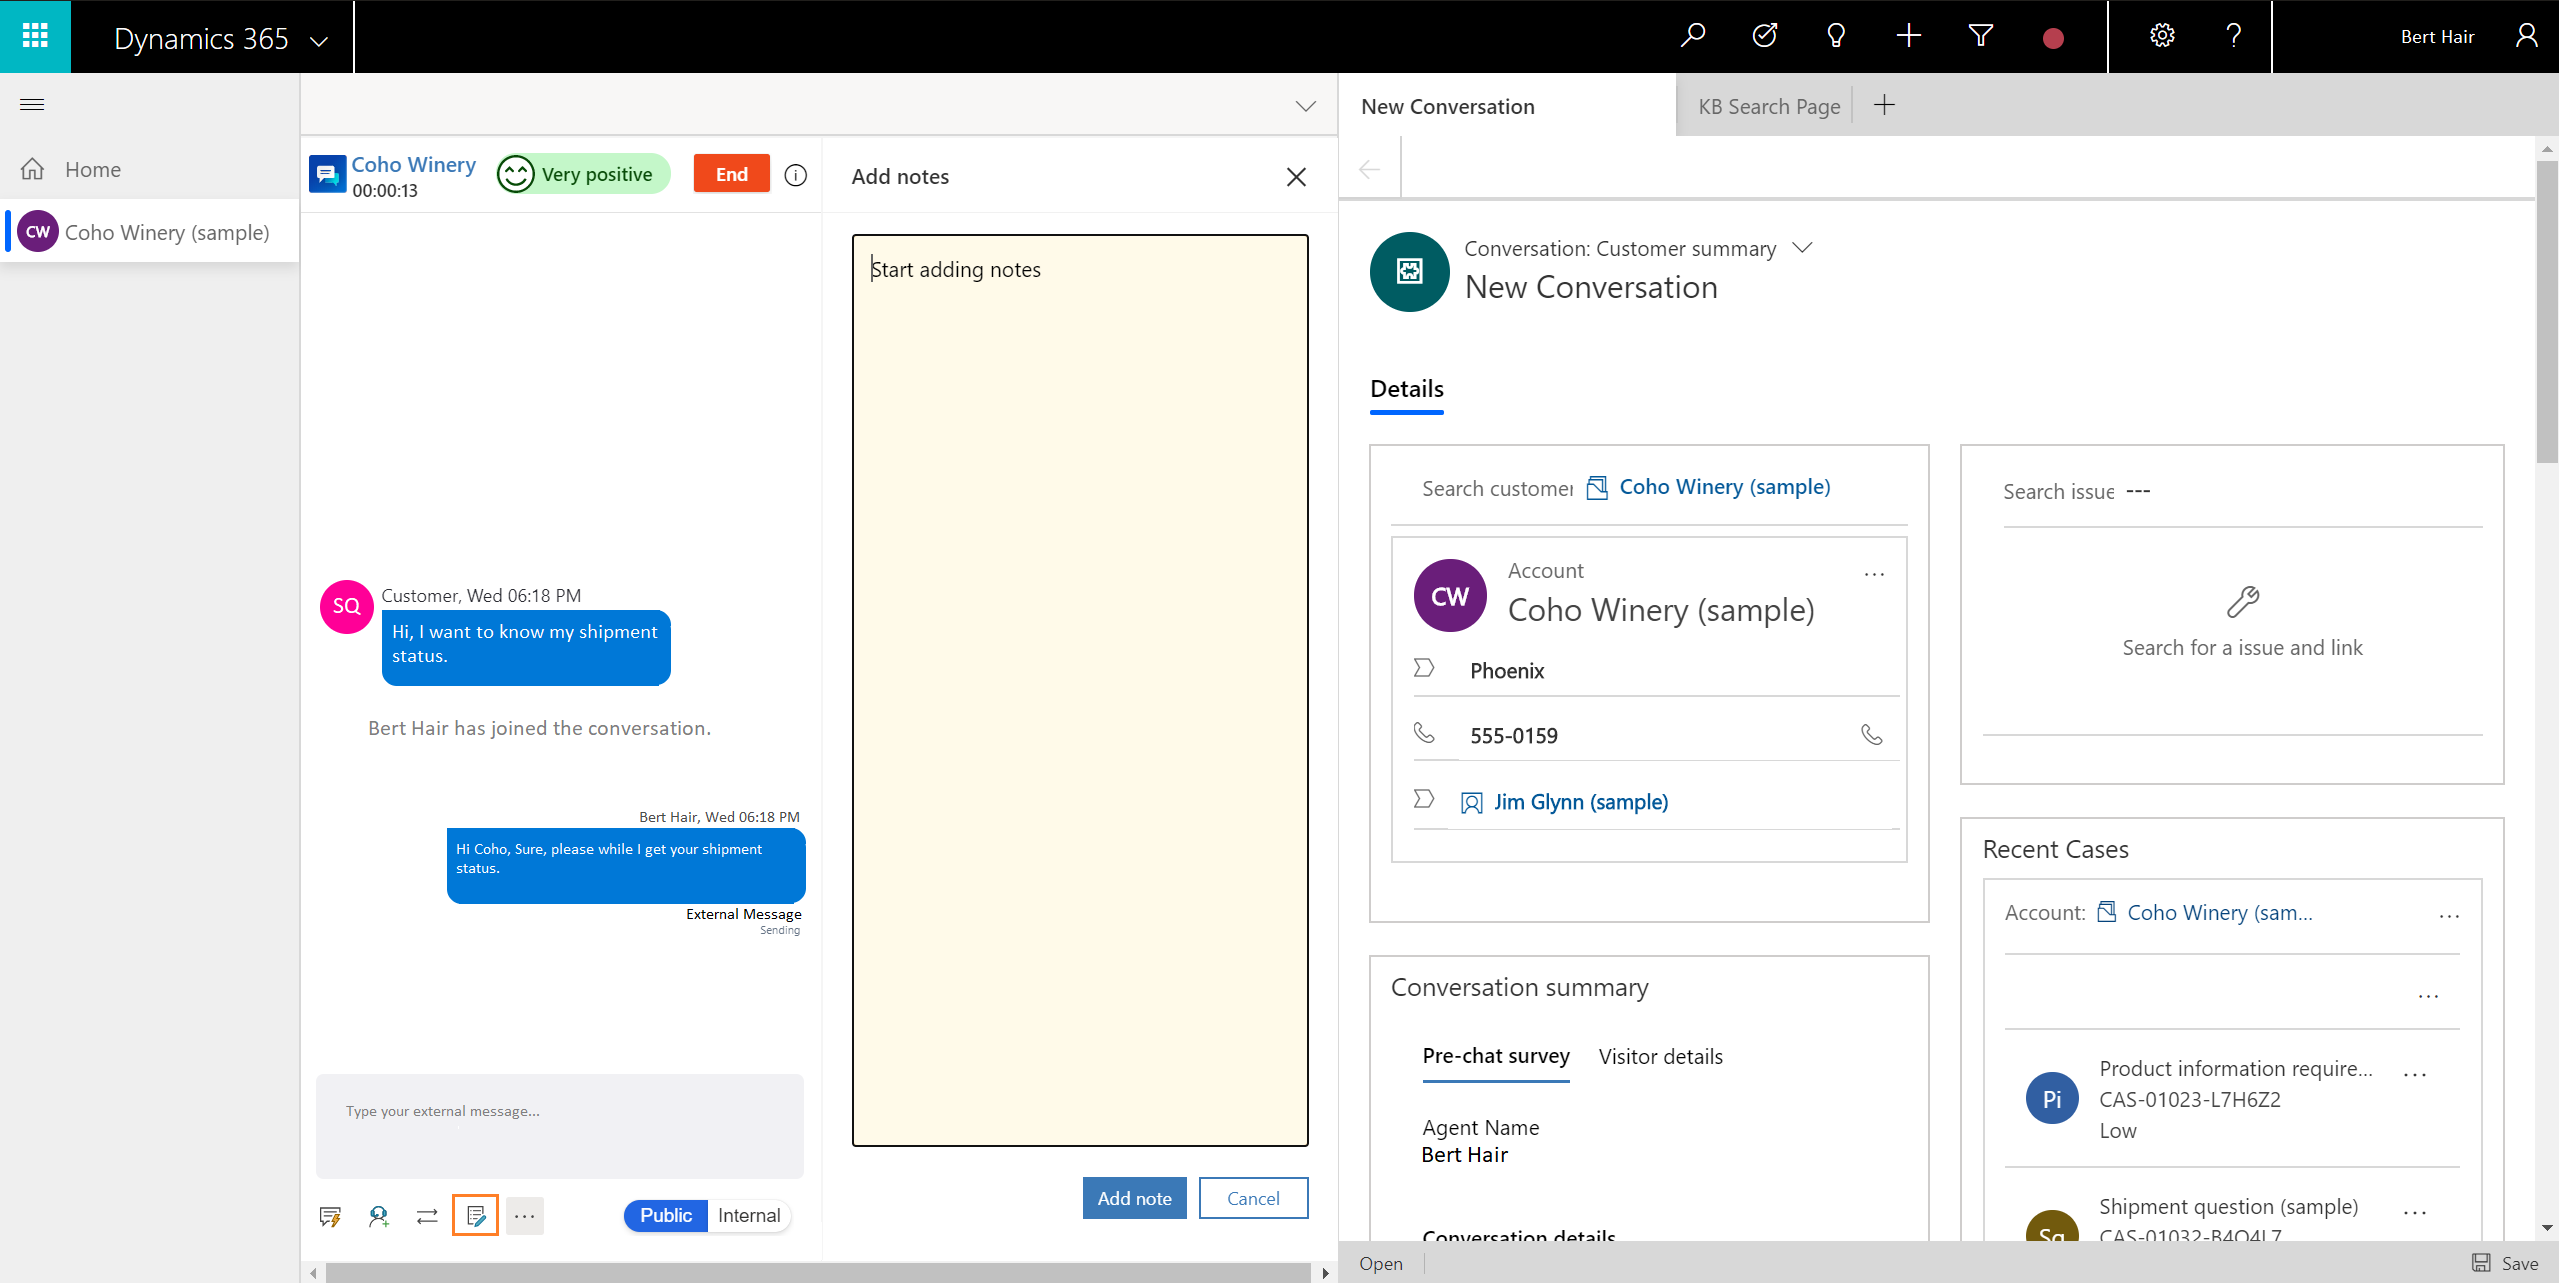 Dynamics 365
Bert Hair
Home
CW Coho Winery (sample)
Coho Winery
00:00:13
Very positive
End
SQ
Customer, Wed 06:18 PM
Hi, I want to know my shipment
status.
Bert Hair has joined the conversation.
Bert Hair, Wed 06:18 PM
Hi Coho, Sure, please while I get your shipment
status.
External Message
Sending
Type your external message...
Public Internal
Add notes
Start adding notes
Add note Cancel
New Conversation KB Search Page
Conversation: Customer summary
New Conversation
Details
Search customer Coho Winery (sample)
CW
Account
Coho Winery (sample)
Phoenix
555-0159
Jim Glynn (sample)
Conversation summary
Pre-chat survey Visitor details
Agent Name
Bert Hair
Conversation details
Search issue ---
Search for a issue and link
Recent Cases
Account: Coho Winery (sam...
Pi
Product information require...
CAS-01023-L7H6Z2
Low
Sq
Shipment question (sample)
CAS-01032-B4Q4L7
Open
Save